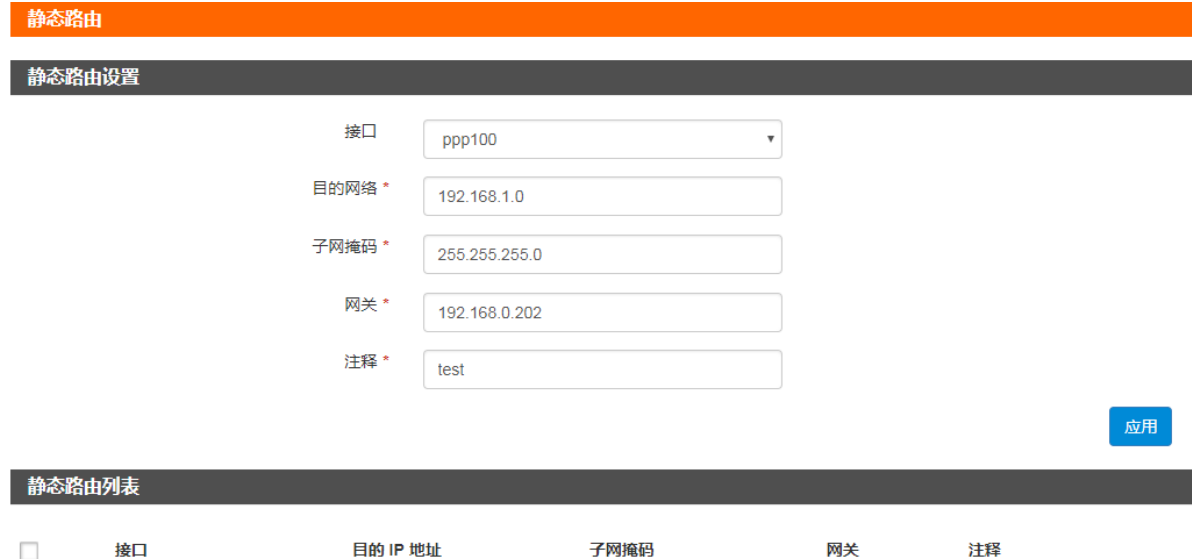 静态路由
静态路由设置
接口 ppp100
目的网络 * 192.168.1.0
子网掩码 * 255.255.255.0
网关 * 192.168.0.202
注释 * test
应用
静态路由列表
接口 目的 IP 地址 子网掩码 网关 注释